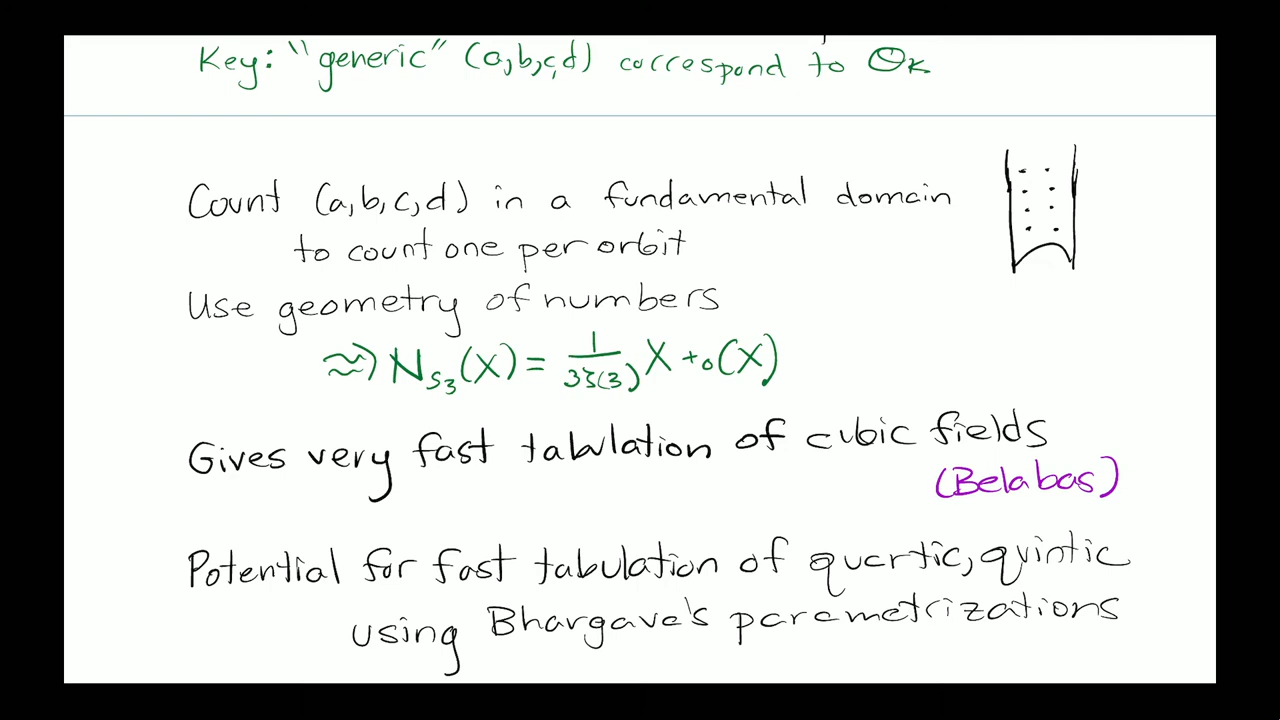 Key: "generic" (a,b,c,d) correspond to O_K
Count (a,b,c,d) in a fundamental domain
to count one per orbit
Use geometry of numbers
≈⟩ N_{S_3}(X) = \frac{1}{3ζ(3)} X + o(X)
Gives very fast tabulation of cubic fields
(Belabas)
Potential for fast tabulation of quartic, quintic
using Bhargava's parametrizations